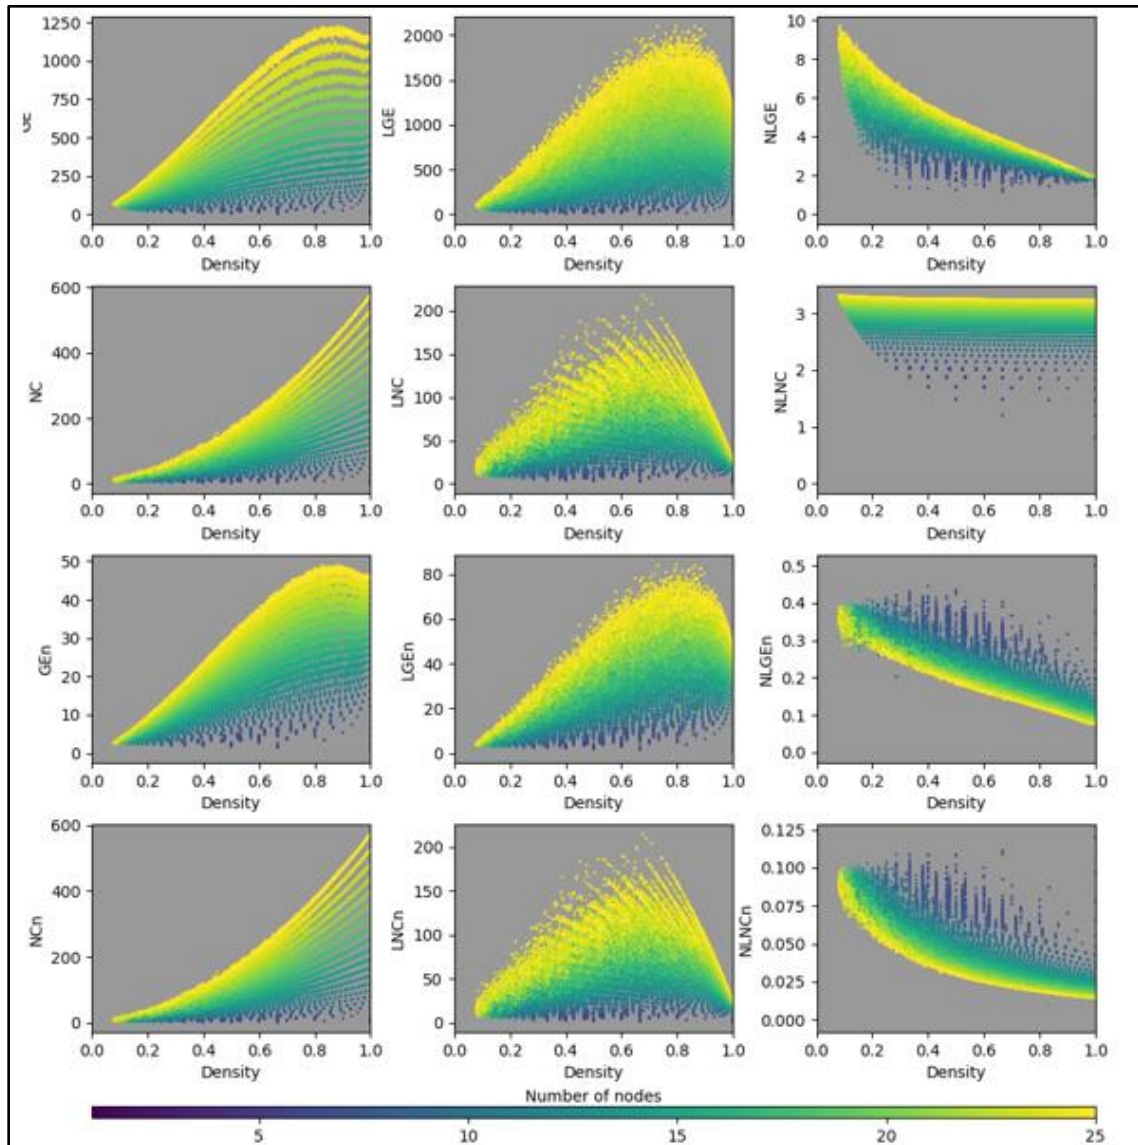 1250
1000
750
500
250
0
GE
0.0 0.2 0.4 0.6 0.8 1.0
Density
2000
1500
1000
500
0
LGE
0.0 0.2 0.4 0.6 0.8 1.0
Density
10
8
6
4
2
0
NLGE
0.0 0.2 0.4 0.6 0.8 1.0
Density
600
400
200
0
NC
0.0 0.2 0.4 0.6 0.8 1.0
Density
200
150
100
50
0
LNC
0.0 0.2 0.4 0.6 0.8 1.0
Density
3
2
1
0
NLNC
0.0 0.2 0.4 0.6 0.8 1.0
Density
50
40
30
20
10
0
GEn
0.0 0.2 0.4 0.6 0.8 1.0
Density
80
60
40
20
0
LGEn
0.0 0.2 0.4 0.6 0.8 1.0
Density
0.5
0.4
0.3
0.2
0.1
0.0
NLGEn
0.0 0.2 0.4 0.6 0.8 1.0
Density
600
400
200
0
NCn
0.0 0.2 0.4 0.6 0.8 1.0
Density
200
150
100
50
0
LNCn
0.0 0.2 0.4 0.6 0.8 1.0
Density
0.125
0.100
0.075
0.050
0.025
0.000
NLNCn
0.0 0.2 0.4 0.6 0.8 1.0
Density
Number of nodes
5 10 15 20 25